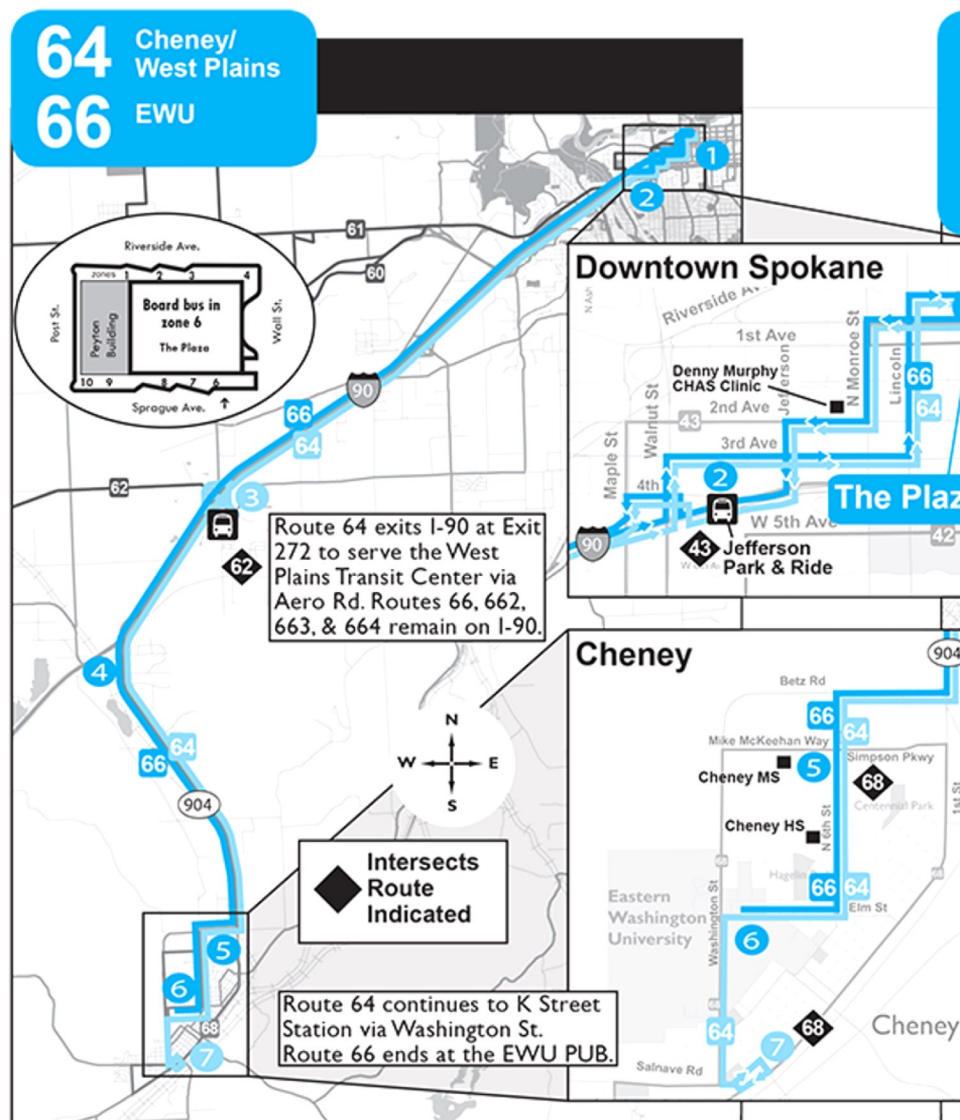 64 Cheney/
West Plains
66 EWU
1
2
61
60
Riverside Ave.
zones 1 2 3 4
Post St.
Peyton
Building
Board bus in
zone 6
The Plaza
Wall St.
10 9 8 7 6
Sprague Ave.
90
66
64
62
3
62
Route 64 exits I-90 at Exit
272 to serve the West
Plains Transit Center via
Aero Rd. Routes 66, 662,
663, & 664 remain on I-90.
4
64
66
904
N
W E
S
Intersects
Route
Indicated
5
6
68
7
Route 64 continues to K Street
Station via Washington St.
Route 66 ends at the EWU PUB.
Downtown Spokane
N Ash
Riverside Av
1st Ave
Jefferson
N Monroe St
Lincoln
Denny Murphy
CHAS Clinic
2nd Ave
43
66
64
Walnut St
Maple St
3rd Ave
2
4th
The Plaz
W 5th Ave
90
43
Jefferson
Park & Ride
42
Cheney
904
Betz Rd
66
64
Mike McKeehan Way
Simpson Pkwy
Cheney MS
5
68
Centennial Park
1st St
Cheney HS
N 6th St
66
64
Elm St
68
Eastern
Washington
University
Washington St
6
64
68
7
Cheney
Salnave Rd